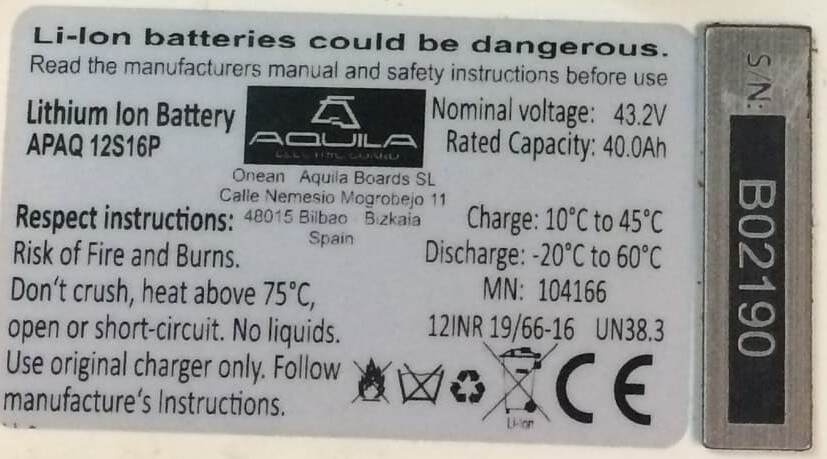 Li-Ion batteries could be dangerous.
Read the manufacturers manual and safety instructions before use
Lithium Ion Battery
APAQ 12S16P
AQUILA
ELECTRIC BOARD
Onean Aquila Boards SL
Calle Nemesio Mogrobejo 11
48015 Bilbao Bizkaia
Spain
Nominal voltage: 43.2V
Rated Capacity: 40.0Ah
Respect instructions:
Risk of Fire and Burns.
Don't crush, heat above 75°C,
open or short-circuit. No liquids.
Use original charger only. Follow
manufacture's Instructions.
Charge: 10°C to 45°C
Discharge: -20°C to 60°C
MN: 104166
12INR 19/66-16 UN38.3
Li-Ion
CE
S/N:
B02190